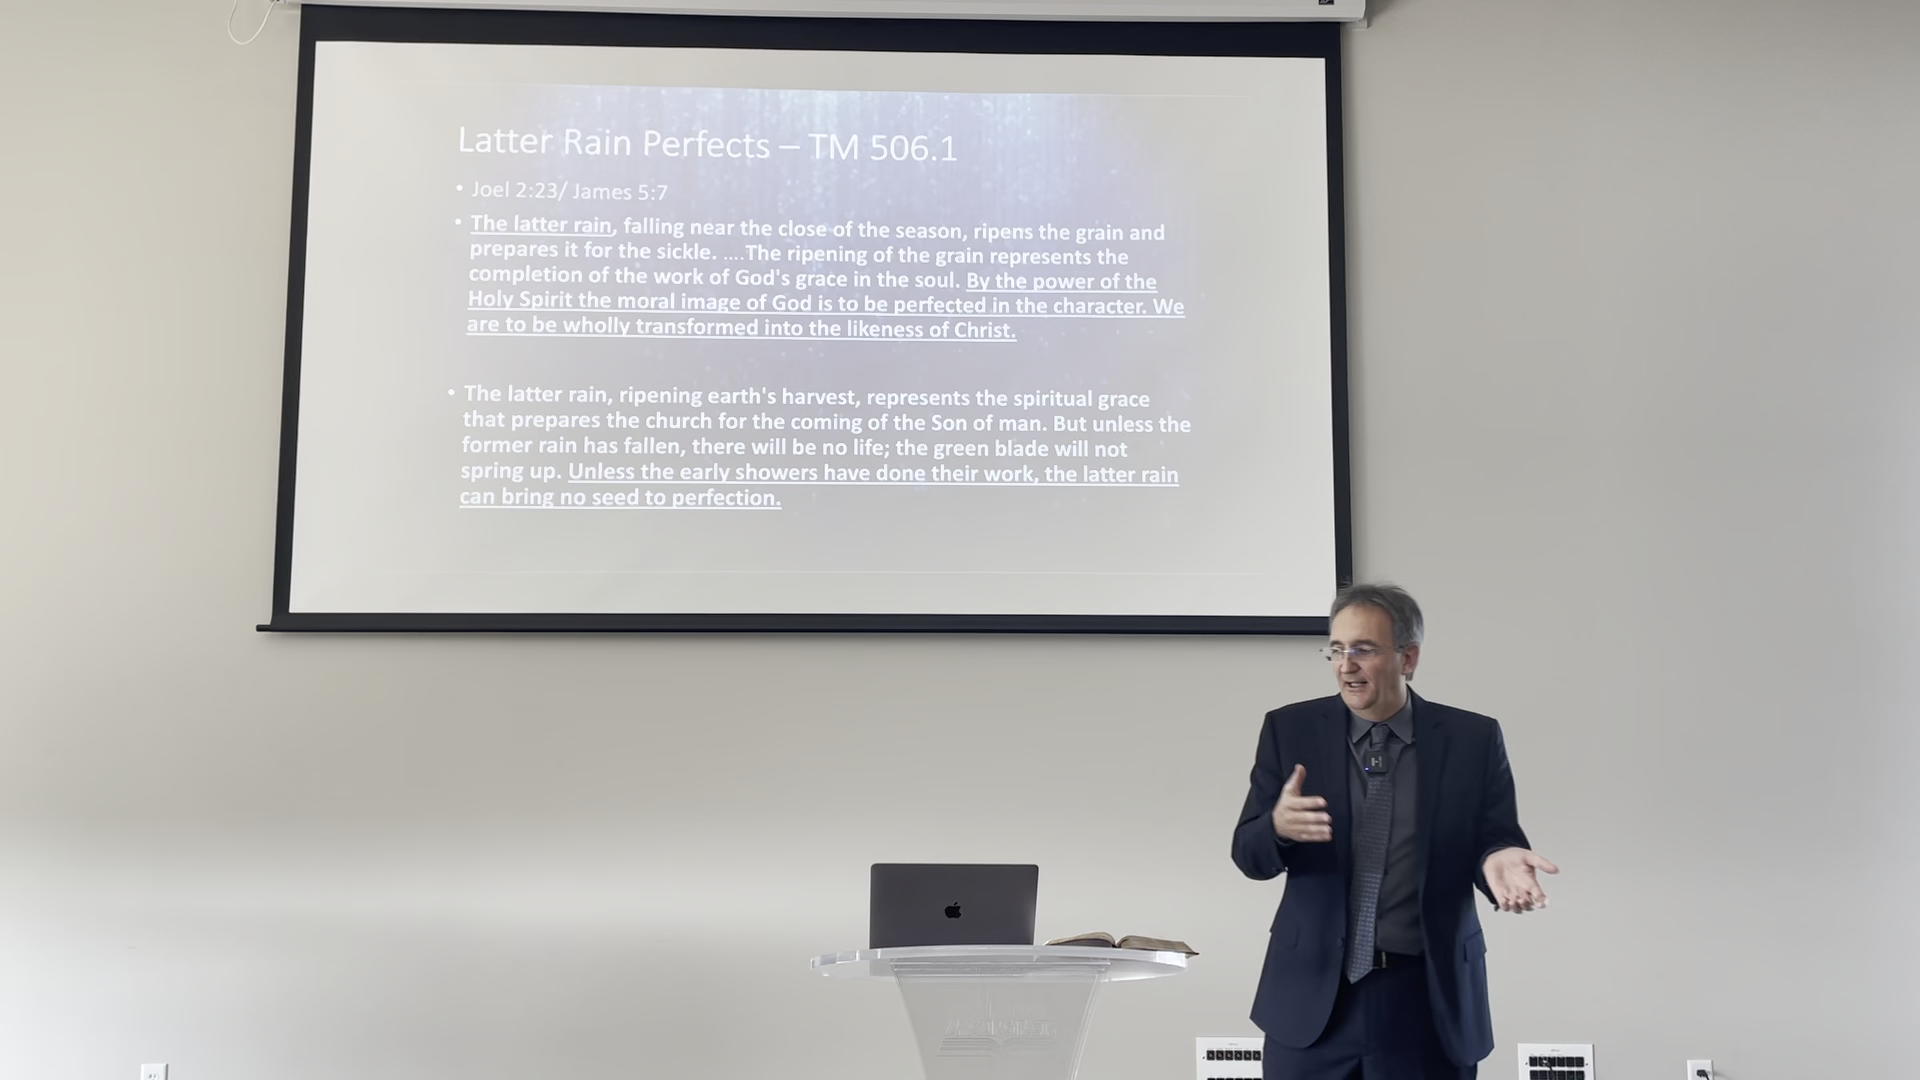 Latter Rain Perfects – TM 506.1
• Joel 2:23/ James 5:7
• The latter rain, falling near the close of the season, ripens the grain and
prepares it for the sickle. ....The ripening of the grain represents the
completion of the work of God's grace in the soul. By the power of the
Holy Spirit the moral image of God is to be perfected in the character. We
are to be wholly transformed into the likeness of Christ.
• The latter rain, ripening earth's harvest, represents the spiritual grace
that prepares the church for the coming of the Son of man. But unless the
former rain has fallen, there will be no life; the green blade will not
spring up. Unless the early showers have done their work, the latter rain
can bring no seed to perfection.